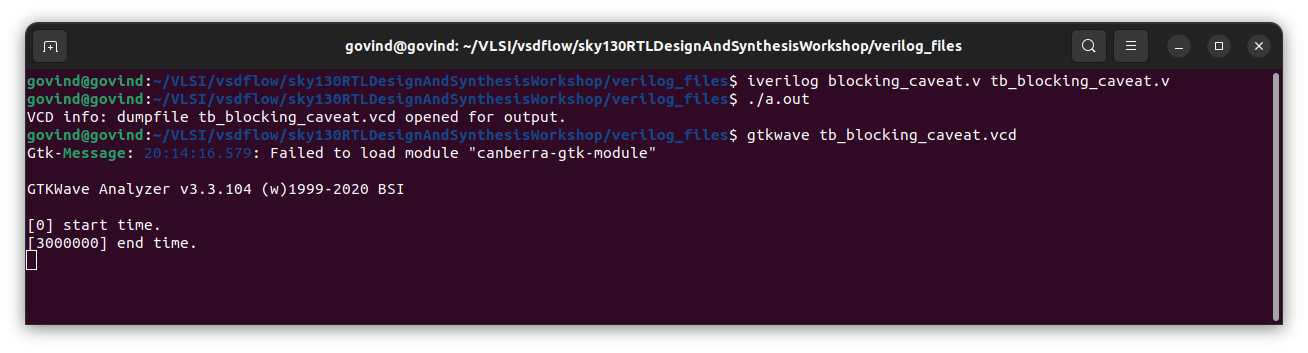 govind@govind: ~/VLSI/vsdflow/sky130RTLDesignAndSynthesisWorkshop/verilog_files
govind@govind:~/VLSI/vsdflow/sky130RTLDesignAndSynthesisWorkshop/verilog_files$ iverilog blocking_caveat.v tb_blocking_caveat.v
govind@govind:~/VLSI/vsdflow/sky130RTLDesignAndSynthesisWorkshop/verilog_files$ ./a.out
VCD info: dumpfile tb_blocking_caveat.vcd opened for output.
govind@govind:~/VLSI/vsdflow/sky130RTLDesignAndSynthesisWorkshop/verilog_files$ gtkwave tb_blocking_caveat.vcd
Gtk-Message: 20:14:16.579: Failed to load module "canberra-gtk-module"
GTKWave Analyzer v3.3.104 (w)1999-2020 BSI
[0] start time.
[3000000] end time.